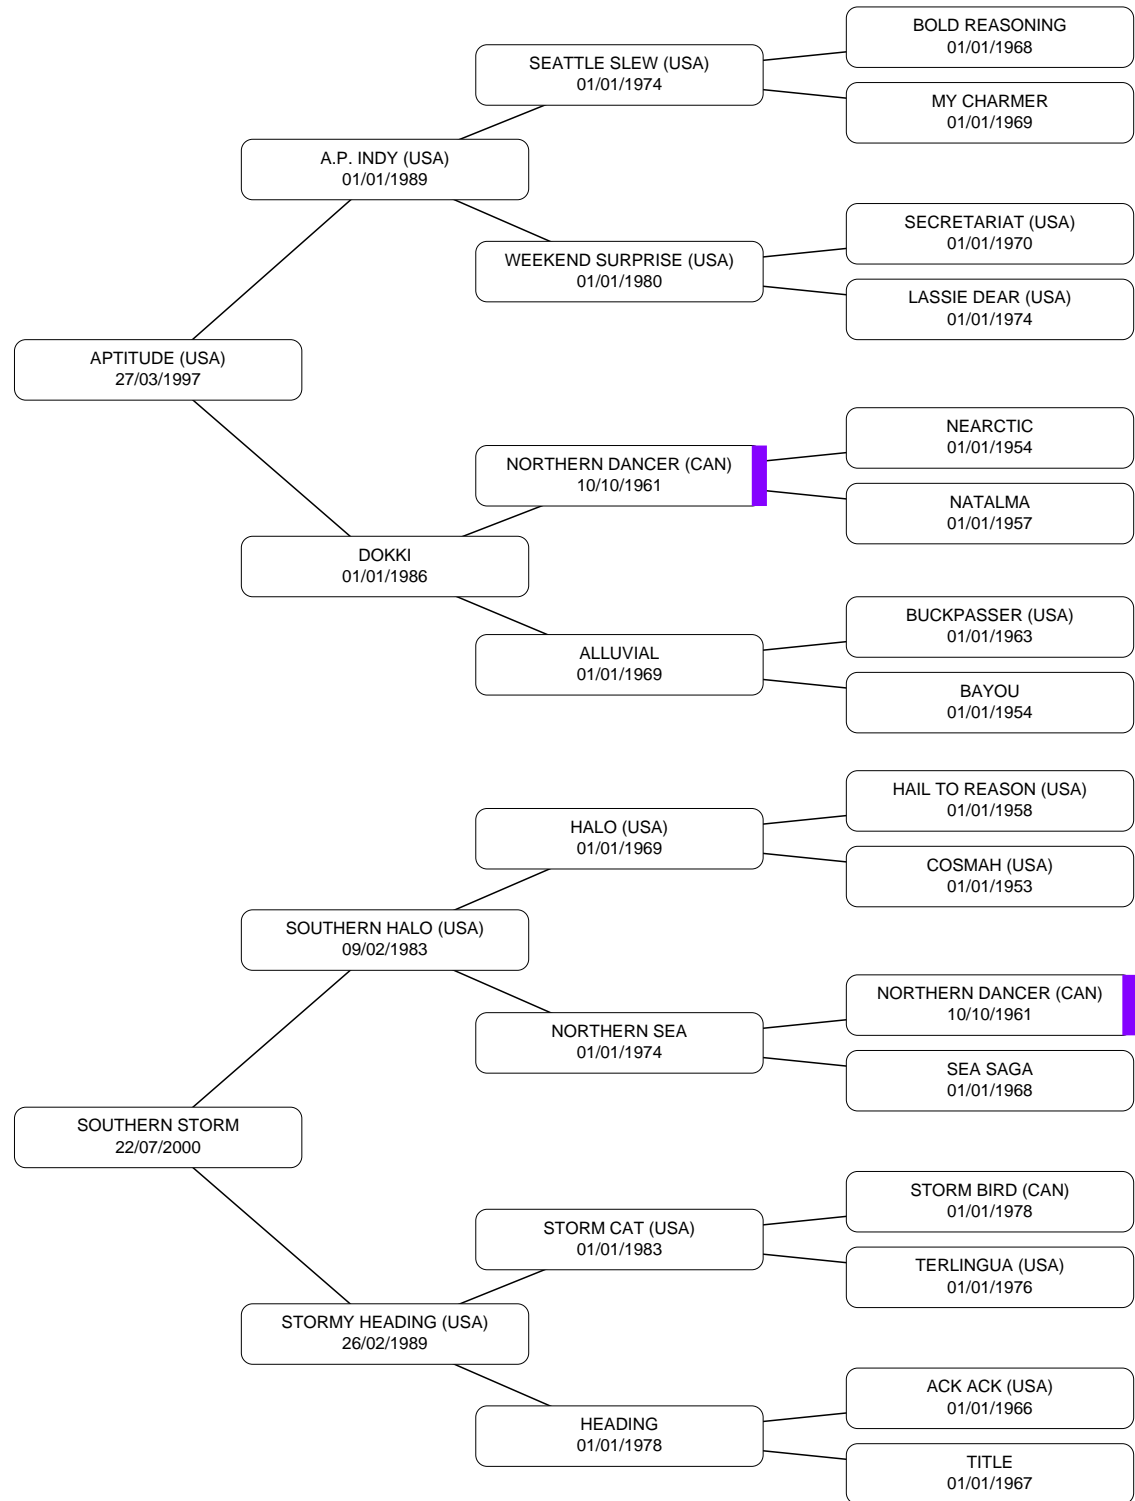 BOLD REASONING
01/01/1968
SEATTLE SLEW (USA)
01/01/1974
MY CHARMER
01/01/1969
A.P. INDY (USA)
01/01/1989
SECRETARIAT (USA)
01/01/1970
WEEKEND SURPRISE (USA)
01/01/1980
LASSIE DEAR (USA)
01/01/1974
APTITUDE (USA)
27/03/1997
NEARCTIC
01/01/1954
NORTHERN DANCER (CAN)
10/10/1961
NATALMA
01/01/1957
DOKKI
01/01/1986
BUCKPASSER (USA)
01/01/1963
ALLUVIAL
01/01/1969
BAYOU
01/01/1954
HAIL TO REASON (USA)
01/01/1958
HALO (USA)
01/01/1969
COSMAH (USA)
01/01/1953
SOUTHERN HALO (USA)
09/02/1983
NORTHERN DANCER (CAN)
10/10/1961
NORTHERN SEA
01/01/1974
SEA SAGA
01/01/1968
SOUTHERN STORM
22/07/2000
STORM BIRD (CAN)
01/01/1978
STORM CAT (USA)
01/01/1983
TERLINGUA (USA)
01/01/1976
STORMY HEADING (USA)
26/02/1989
ACK ACK (USA)
01/01/1966
HEADING
01/01/1978
TITLE
01/01/1967